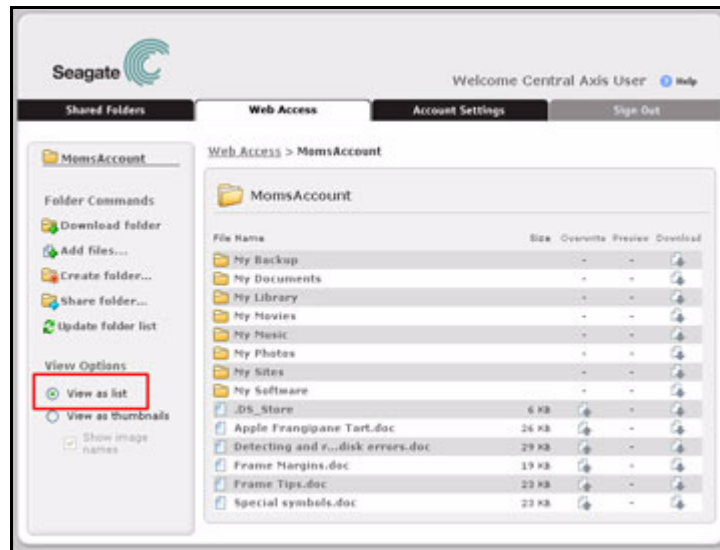 Seagate
Welcome Central Axis User Help
Shared Folders Web Access Account Settings Sign Out
MomsAccount
Folder Commands
Download folder
Add files...
Create folder...
Share folder...
Update folder list
View Options
View as list
View as thumbnails
Show image
names
Web Access > MomsAccount
MomsAccount
File Name Size Overwrite Preview Download
My Backup - -
My Documents - -
My Library - -
My Movies - -
My Music - -
My Photos - -
My Sites - -
My Software - -
.DS_Store 6 KB -
Apple Frangipane Tart.doc 26 KB -
Detecting and r...disk errors.doc 29 KB -
Frame Margins.doc 19 KB -
Frame Tips.doc 23 KB -
Special symbols.doc 23 KB -